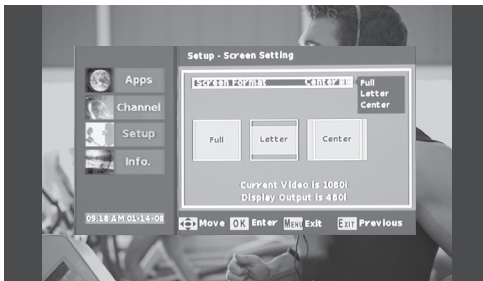 Setup - Screen Setting
Apps
Channel
Setup
Info.
Screen Format Center
Full
Letter
Center
Full Letter Center
Current Video is 1080i
Display Output is 480i
09:18 AM 01-14-08
Move OK Enter MENU Exit EXIT Previous